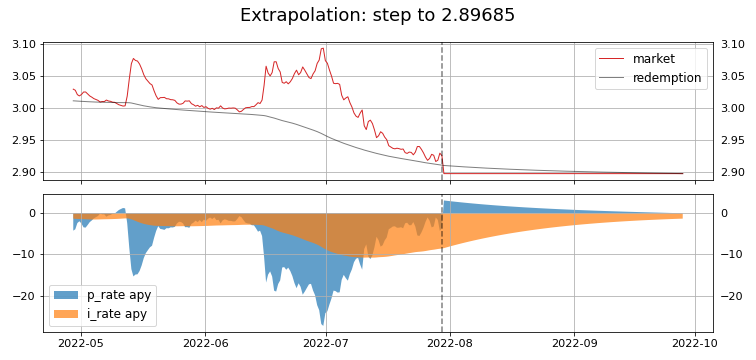 Extrapolation: step to 2.89685
3.10 3.10
market
3.05 3.05
redemption
3.00 3.00
2.95 2.95
2.90 2.90
0 0
−10 −10
p_rate apy
−20 −20
i_rate apy
2022-05 2022-06 2022-07 2022-08 2022-09 2022-10